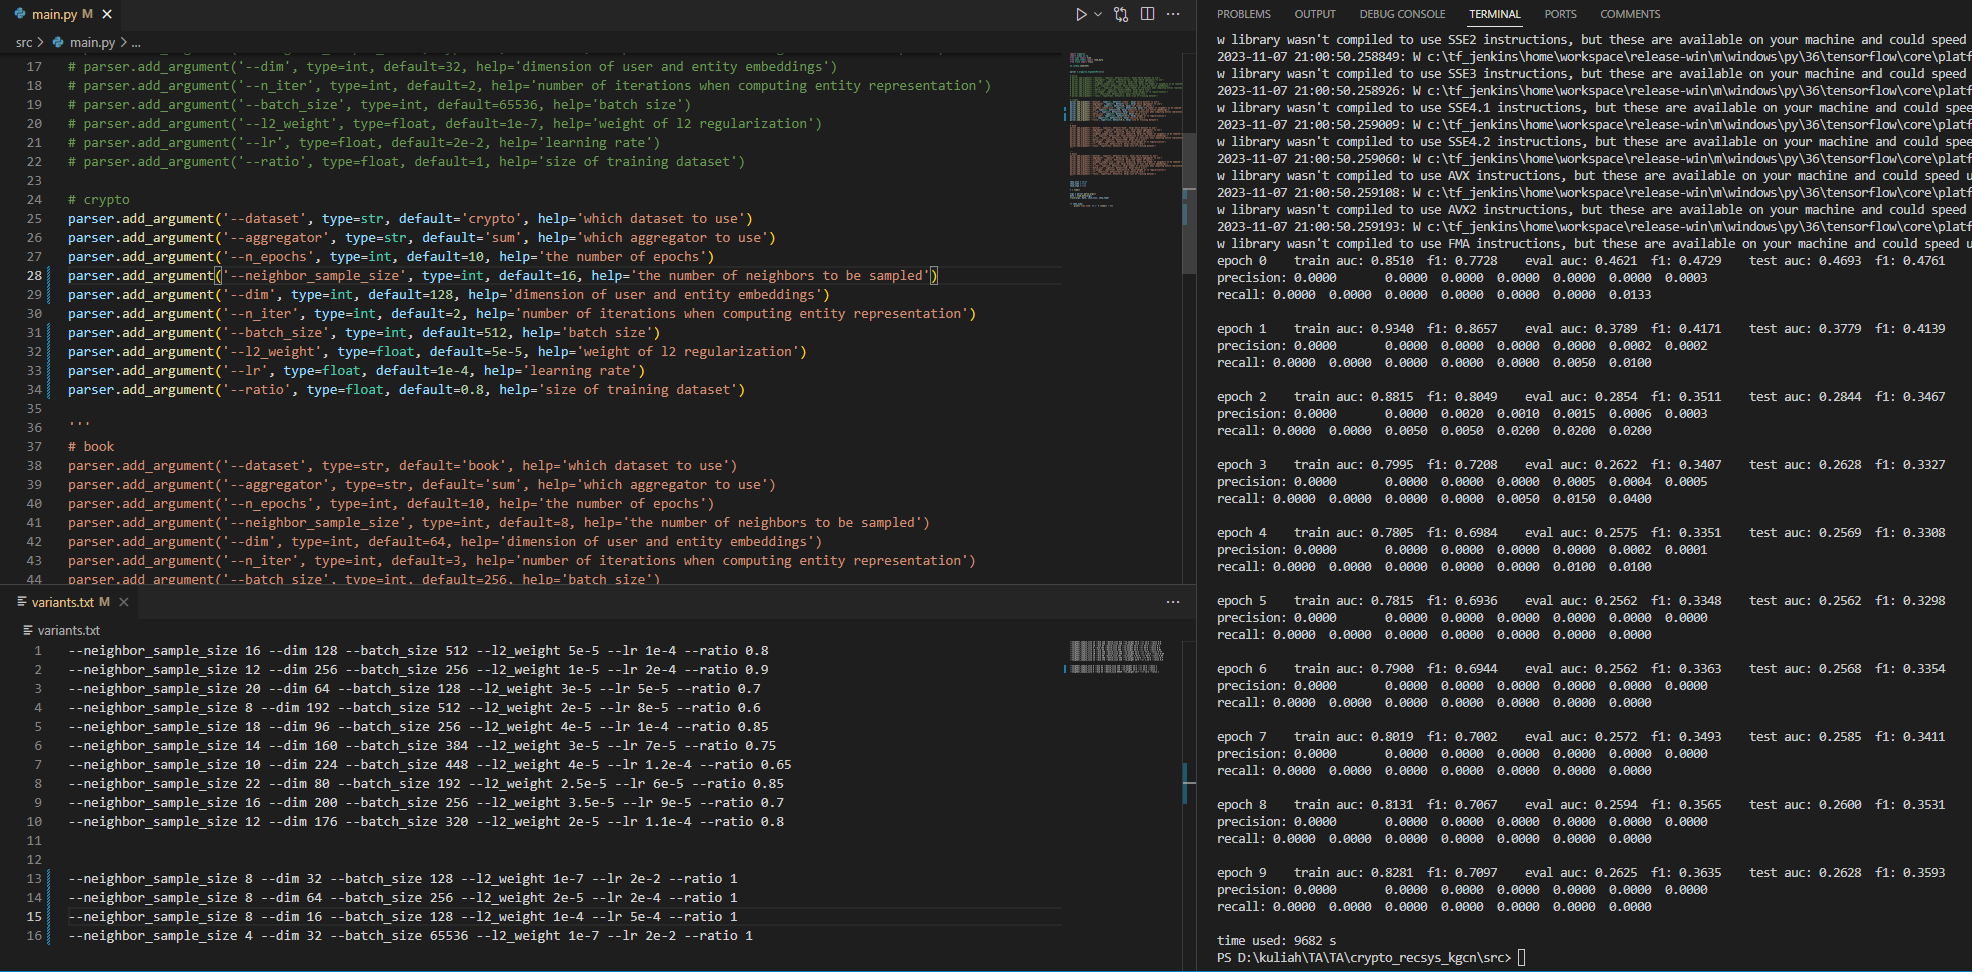 main.py M
src > main.py > ...
17 # parser.add_argument('--dim', type=int, default=32, help='dimension of user and entity embeddings')
18 # parser.add_argument('--n_iter', type=int, default=2, help='number of iterations when computing entity representation')
19 # parser.add_argument('--batch_size', type=int, default=65536, help='batch size')
20 # parser.add_argument('--l2_weight', type=float, default=1e-7, help='weight of l2 regularization')
21 # parser.add_argument('--lr', type=float, default=2e-2, help='learning rate')
22 # parser.add_argument('--ratio', type=float, default=1, help='size of training dataset')
23
24 # crypto
25 parser.add_argument('--dataset', type=str, default='crypto', help='which dataset to use')
26 parser.add_argument('--aggregator', type=str, default='sum', help='which aggregator to use')
27 parser.add_argument('--n_epochs', type=int, default=10, help='the number of epochs')
28 parser.add_argument('--neighbor_sample_size', type=int, default=16, help='the number of neighbors to be sampled')
29 parser.add_argument('--dim', type=int, default=128, help='dimension of user and entity embeddings')
30 parser.add_argument('--n_iter', type=int, default=2, help='number of iterations when computing entity representation')
31 parser.add_argument('--batch_size', type=int, default=512, help='batch size')
32 parser.add_argument('--l2_weight', type=float, default=5e-5, help='weight of l2 regularization')
33 parser.add_argument('--lr', type=float, default=1e-4, help='learning rate')
34 parser.add_argument('--ratio', type=float, default=0.8, help='size of training dataset')
35
36 '''
37 # book
38 parser.add_argument('--dataset', type=str, default='book', help='which dataset to use')
39 parser.add_argument('--aggregator', type=str, default='sum', help='which aggregator to use')
40 parser.add_argument('--n_epochs', type=int, default=10, help='the number of epochs')
41 parser.add_argument('--neighbor_sample_size', type=int, default=8, help='the number of neighbors to be sampled')
42 parser.add_argument('--dim', type=int, default=64, help='dimension of user and entity embeddings')
43 parser.add_argument('--n_iter', type=int, default=3, help='number of iterations when computing entity representation')
44 parser.add_argument('--batch_size', type=int, default=256, help='batch size')
variants.txt M
variants.txt
1 --neighbor_sample_size 16 --dim 128 --batch_size 512 --l2_weight 5e-5 --lr 1e-4 --ratio 0.8
2 --neighbor_sample_size 12 --dim 256 --batch_size 256 --l2_weight 1e-5 --lr 2e-4 --ratio 0.9
3 --neighbor_sample_size 20 --dim 64 --batch_size 128 --l2_weight 3e-5 --lr 5e-5 --ratio 0.7
4 --neighbor_sample_size 8 --dim 192 --batch_size 512 --l2_weight 2e-5 --lr 8e-5 --ratio 0.6
5 --neighbor_sample_size 18 --dim 96 --batch_size 256 --l2_weight 4e-5 --lr 1e-4 --ratio 0.85
6 --neighbor_sample_size 14 --dim 160 --batch_size 384 --l2_weight 3e-5 --lr 7e-5 --ratio 0.75
7 --neighbor_sample_size 10 --dim 224 --batch_size 448 --l2_weight 4e-5 --lr 1.2e-4 --ratio 0.65
8 --neighbor_sample_size 22 --dim 80 --batch_size 192 --l2_weight 2.5e-5 --lr 6e-5 --ratio 0.85
9 --neighbor_sample_size 16 --dim 200 --batch_size 256 --l2_weight 3.5e-5 --lr 9e-5 --ratio 0.7
10 --neighbor_sample_size 12 --dim 176 --batch_size 320 --l2_weight 2e-5 --lr 1.1e-4 --ratio 0.8
11
12
13 --neighbor_sample_size 8 --dim 32 --batch_size 128 --l2_weight 1e-7 --lr 2e-2 --ratio 1
14 --neighbor_sample_size 8 --dim 64 --batch_size 256 --l2_weight 2e-5 --lr 2e-4 --ratio 1
15 --neighbor_sample_size 8 --dim 16 --batch_size 128 --l2_weight 1e-4 --lr 5e-4 --ratio 1
16 --neighbor_sample_size 4 --dim 32 --batch_size 65536 --l2_weight 1e-7 --lr 2e-2 --ratio 1
PROBLEMS OUTPUT DEBUG CONSOLE TERMINAL PORTS COMMENTS
w library wasn't compiled to use SSE2 instructions, but these are available on your machine and could speed
2023-11-07 21:00:50.258849: W c:\tf_jenkins\home\workspace\release-win\m\windows\py\36\tensorflow\core\platf
w library wasn't compiled to use SSE3 instructions, but these are available on your machine and could speed
2023-11-07 21:00:50.258926: W c:\tf_jenkins\home\workspace\release-win\m\windows\py\36\tensorflow\core\platf
w library wasn't compiled to use SSE4.1 instructions, but these are available on your machine and could spee
2023-11-07 21:00:50.259009: W c:\tf_jenkins\home\workspace\release-win\m\windows\py\36\tensorflow\core\platf
w library wasn't compiled to use SSE4.2 instructions, but these are available on your machine and could spee
2023-11-07 21:00:50.259060: W c:\tf_jenkins\home\workspace\release-win\m\windows\py\36\tensorflow\core\platf
w library wasn't compiled to use AVX instructions, but these are available on your machine and could speed u
2023-11-07 21:00:50.259108: W c:\tf_jenkins\home\workspace\release-win\m\windows\py\36\tensorflow\core\platf
w library wasn't compiled to use AVX2 instructions, but these are available on your machine and could speed
2023-11-07 21:00:50.259193: W c:\tf_jenkins\home\workspace\release-win\m\windows\py\36\tensorflow\core\platf
w library wasn't compiled to use FMA instructions, but these are available on your machine and could speed u
epoch 0 train auc: 0.8510 f1: 0.7728 eval auc: 0.4621 f1: 0.4729 test auc: 0.4693 f1: 0.4761
precision: 0.0000 0.0000 0.0000 0.0000 0.0000 0.0000 0.0003
recall: 0.0000 0.0000 0.0000 0.0000 0.0000 0.0000 0.0133
epoch 1 train auc: 0.9340 f1: 0.8657 eval auc: 0.3789 f1: 0.4171 test auc: 0.3779 f1: 0.4139
precision: 0.0000 0.0000 0.0000 0.0000 0.0000 0.0002 0.0002
recall: 0.0000 0.0000 0.0000 0.0000 0.0000 0.0050 0.0100
epoch 2 train auc: 0.8815 f1: 0.8049 eval auc: 0.2854 f1: 0.3511 test auc: 0.2844 f1: 0.3467
precision: 0.0000 0.0000 0.0020 0.0010 0.0015 0.0006 0.0003
recall: 0.0000 0.0000 0.0050 0.0050 0.0200 0.0200 0.0200
epoch 3 train auc: 0.7995 f1: 0.7208 eval auc: 0.2622 f1: 0.3407 test auc: 0.2628 f1: 0.3327
precision: 0.0000 0.0000 0.0000 0.0000 0.0005 0.0004 0.0005
recall: 0.0000 0.0000 0.0000 0.0000 0.0050 0.0150 0.0400
epoch 4 train auc: 0.7805 f1: 0.6984 eval auc: 0.2575 f1: 0.3351 test auc: 0.2569 f1: 0.3308
precision: 0.0000 0.0000 0.0000 0.0000 0.0000 0.0002 0.0001
recall: 0.0000 0.0000 0.0000 0.0000 0.0000 0.0100 0.0100
epoch 5 train auc: 0.7815 f1: 0.6936 eval auc: 0.2562 f1: 0.3348 test auc: 0.2562 f1: 0.3298
precision: 0.0000 0.0000 0.0000 0.0000 0.0000 0.0000 0.0000
recall: 0.0000 0.0000 0.0000 0.0000 0.0000 0.0000 0.0000
epoch 6 train auc: 0.7900 f1: 0.6944 eval auc: 0.2562 f1: 0.3363 test auc: 0.2568 f1: 0.3354
precision: 0.0000 0.0000 0.0000 0.0000 0.0000 0.0000 0.0000
recall: 0.0000 0.0000 0.0000 0.0000 0.0000 0.0000 0.0000
epoch 7 train auc: 0.8019 f1: 0.7002 eval auc: 0.2572 f1: 0.3493 test auc: 0.2585 f1: 0.3411
precision: 0.0000 0.0000 0.0000 0.0000 0.0000 0.0000 0.0000
recall: 0.0000 0.0000 0.0000 0.0000 0.0000 0.0000 0.0000
epoch 8 train auc: 0.8131 f1: 0.7067 eval auc: 0.2594 f1: 0.3565 test auc: 0.2600 f1: 0.3531
precision: 0.0000 0.0000 0.0000 0.0000 0.0000 0.0000 0.0000
recall: 0.0000 0.0000 0.0000 0.0000 0.0000 0.0000 0.0000
epoch 9 train auc: 0.8281 f1: 0.7097 eval auc: 0.2625 f1: 0.3635 test auc: 0.2628 f1: 0.3593
precision: 0.0000 0.0000 0.0000 0.0000 0.0000 0.0000 0.0000
recall: 0.0000 0.0000 0.0000 0.0000 0.0000 0.0000 0.0000
time used: 9682 s
PS D:\kuliah\TA\TA\crypto_recsys_kgcn\src>